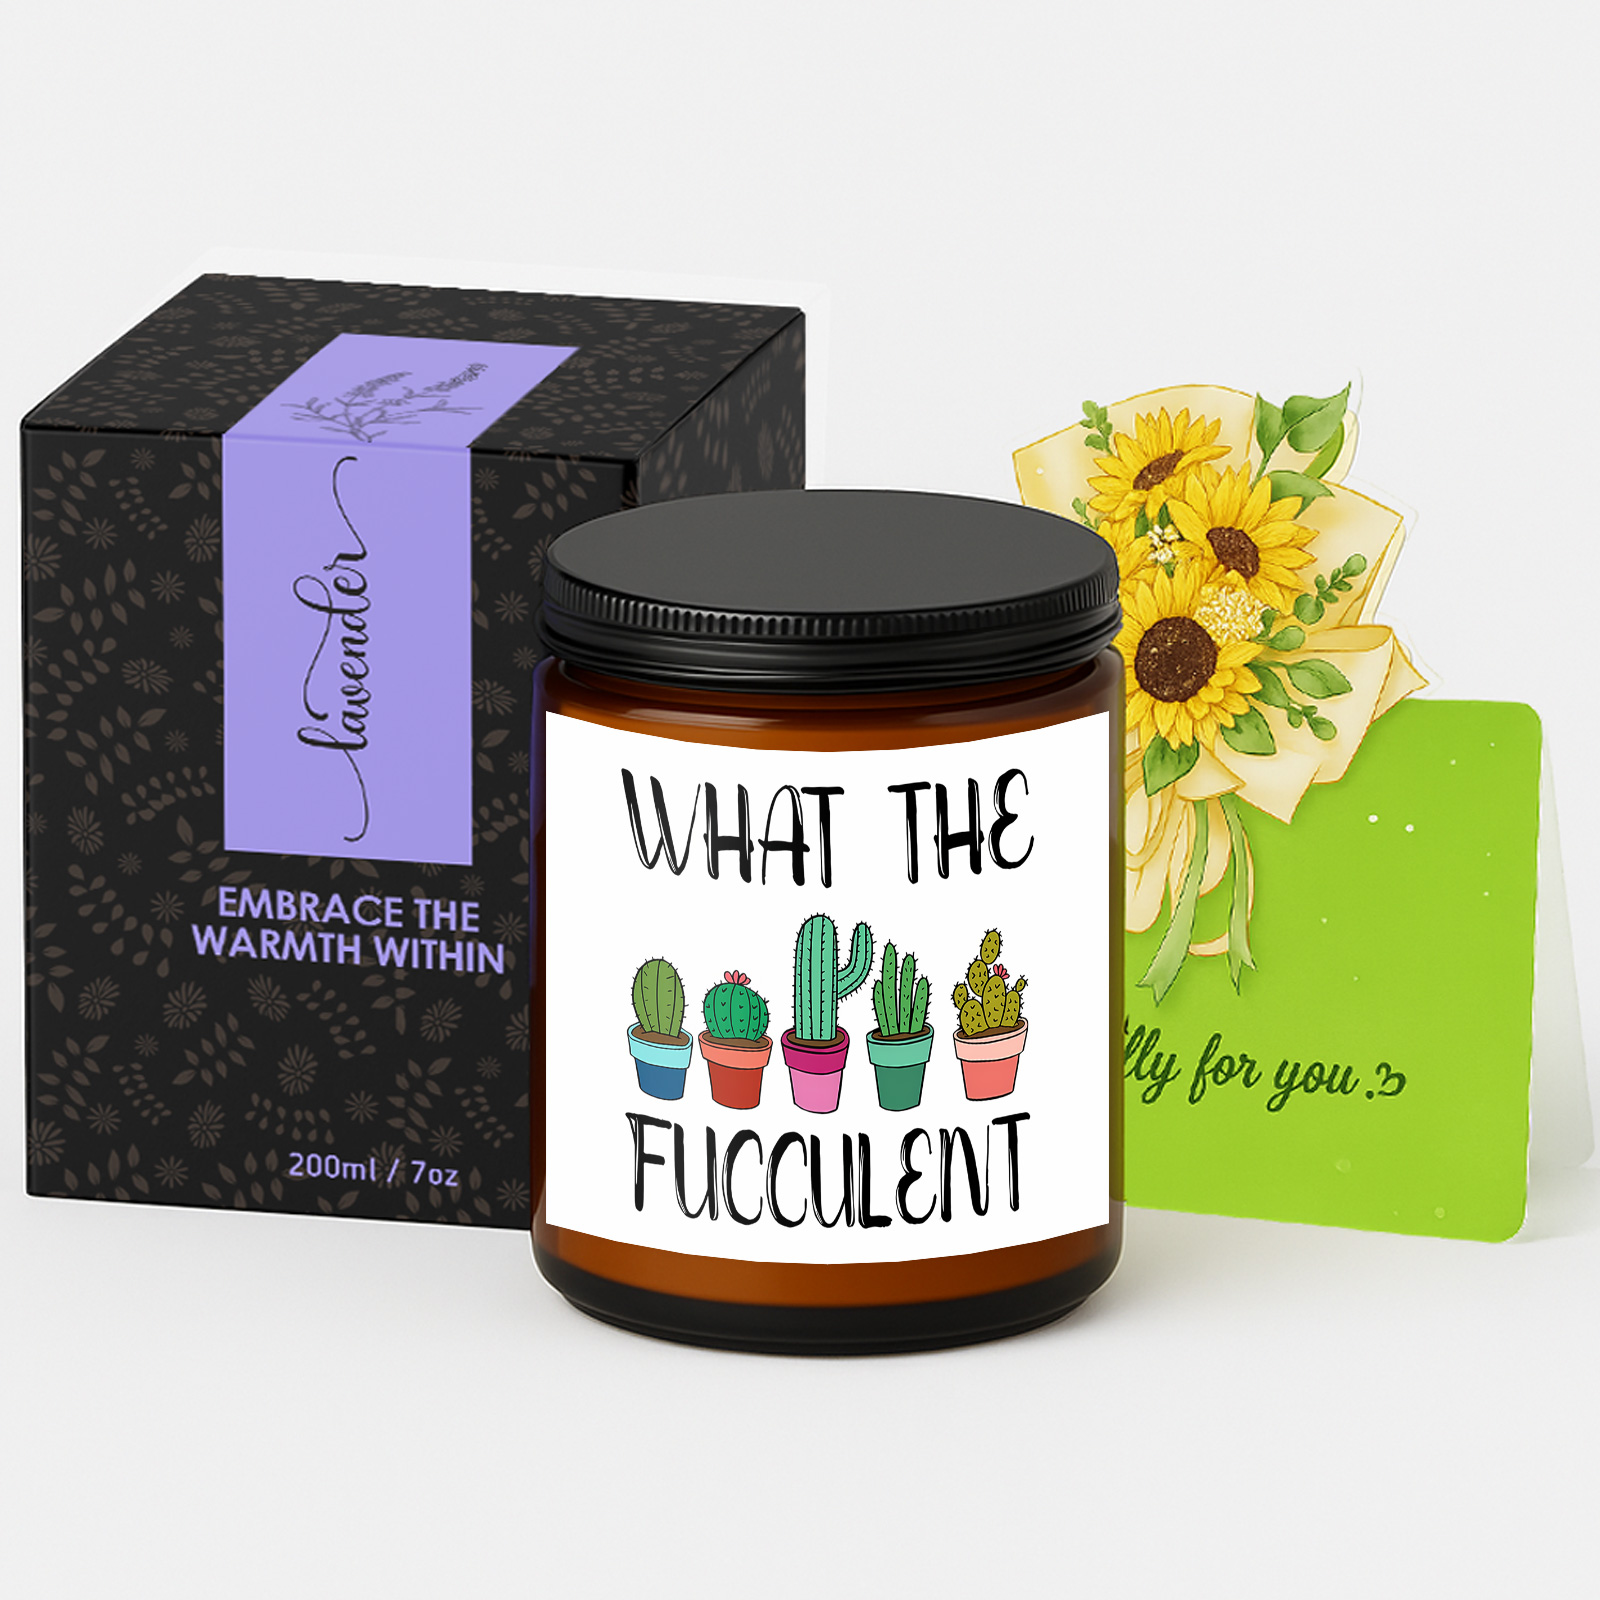 lavender
EMBRACE THE
WARMTH WITHIN
200ml / 7oz
WHAT THE
FUCCULENT
for you